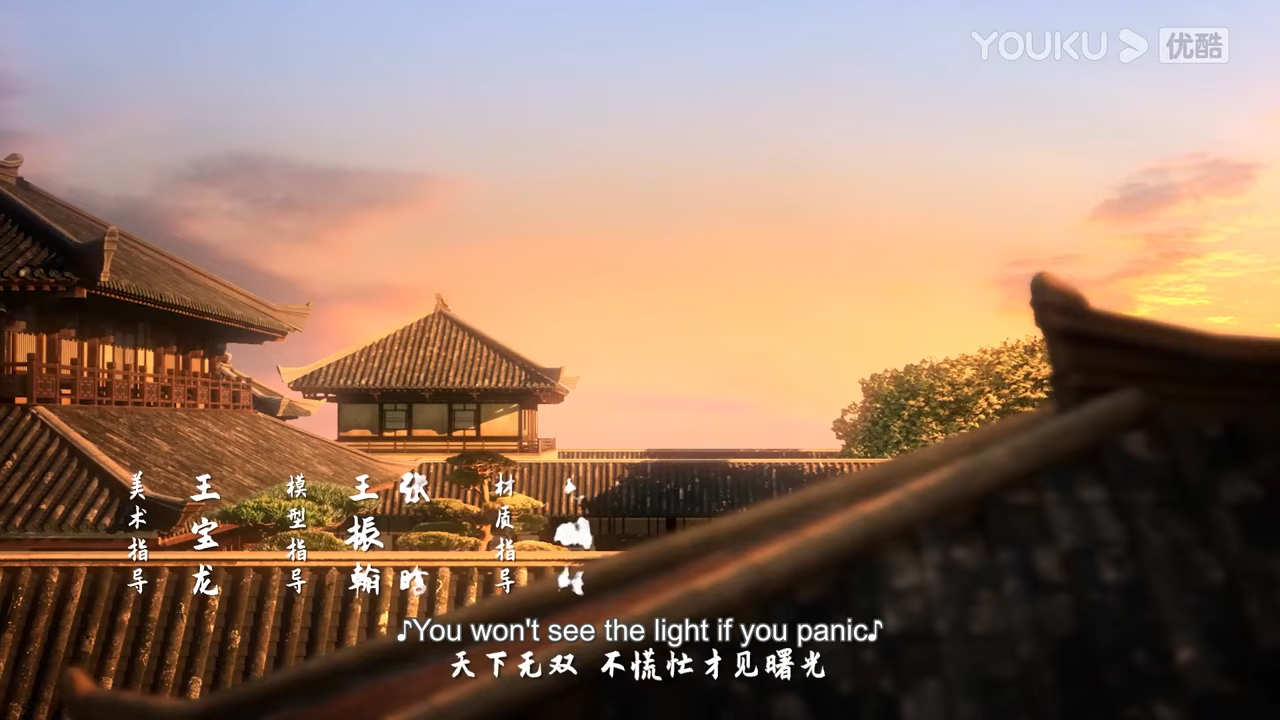 YOUKU 优酷
美术指导
王宝龙
模型指导
王振翰
张晗
材质指导
♪You won't see the light if you panic♪
天下无双 不慌忙才见曙光